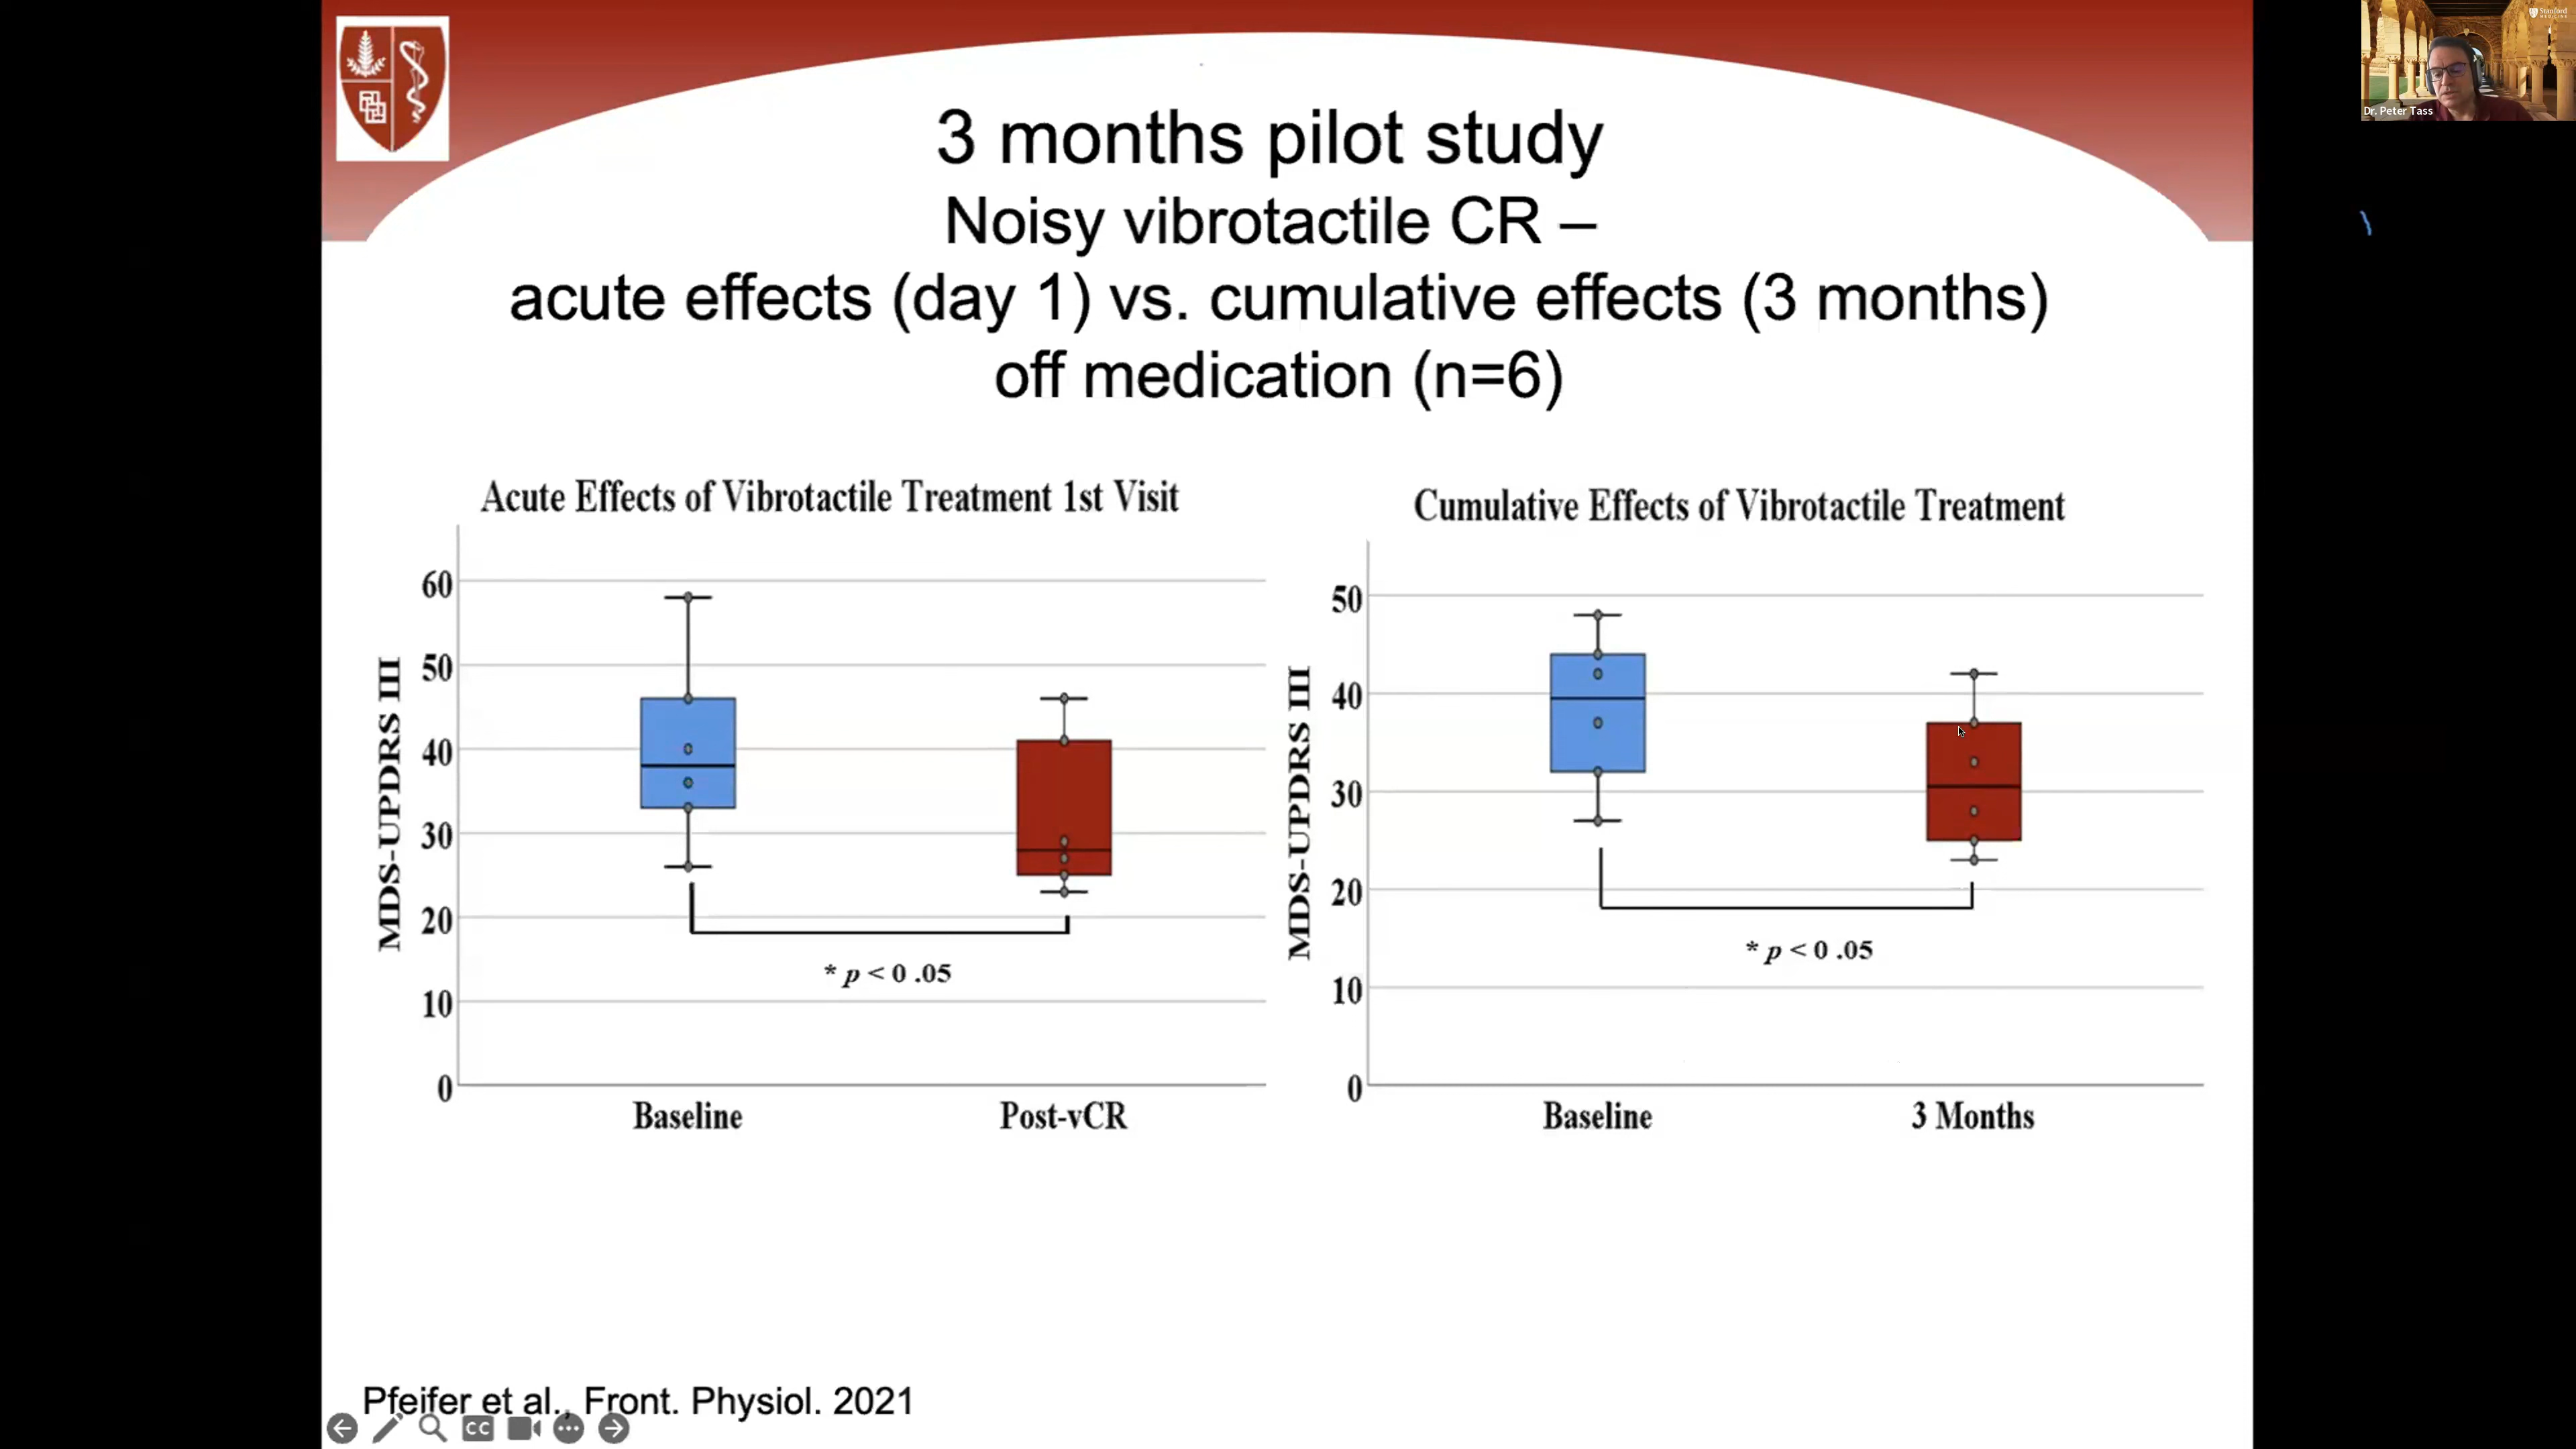 3 months pilot study
Noisy vibrotactile CR –
acute effects (day 1) vs. cumulative effects (3 months)
off medication (n=6)
Acute Effects of Vibrotactile Treatment 1st Visit
MDS-UPDRS III
60
50
40
30
20
10
0
* p < 0 .05
Baseline
Post-vCR
Cumulative Effects of Vibrotactile Treatment
MDS-UPDRS III
50
40
30
20
10
0
* p < 0 .05
Baseline
3 Months
Pfeifer et al., Front. Physiol. 2021
CC
Stanford
MEDICINE
Dr. Peter Tass